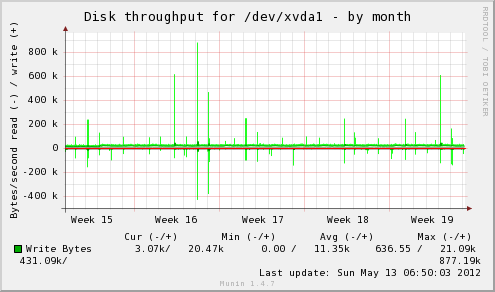 Disk throughput for /dev/xvda1 - by month
RRDTOOL / TOBI OETIKER
Bytes/second read (-) / write (+)
800 k
600 k
400 k
200 k
0
-200 k
-400 k
Week 15 Week 16 Week 17 Week 18 Week 19
Cur (-/+) Min (-/+) Avg (-/+) Max (-/+)
Write Bytes 3.07k/ 20.47k 0.00 / 11.35k 636.55 / 21.09k
431.09k/ 877.19k
Last update: Sun May 13 06:50:03 2012
Munin 1.4.7